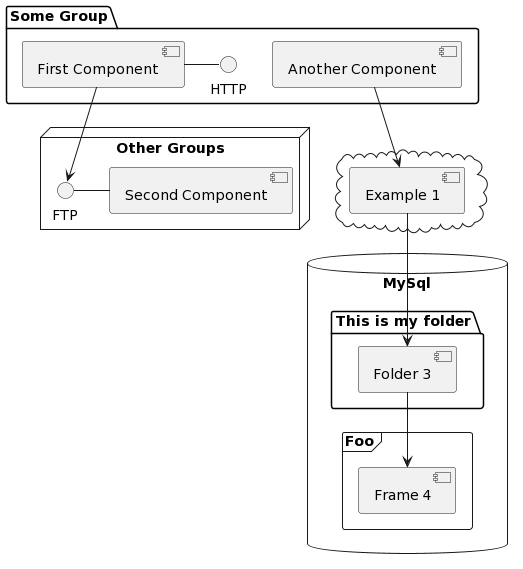 Some Group
First Component
HTTP
Another Component
Other Groups
FTP
Second Component
Example 1
MySql
This is my folder
Folder 3
Foo
Frame 4